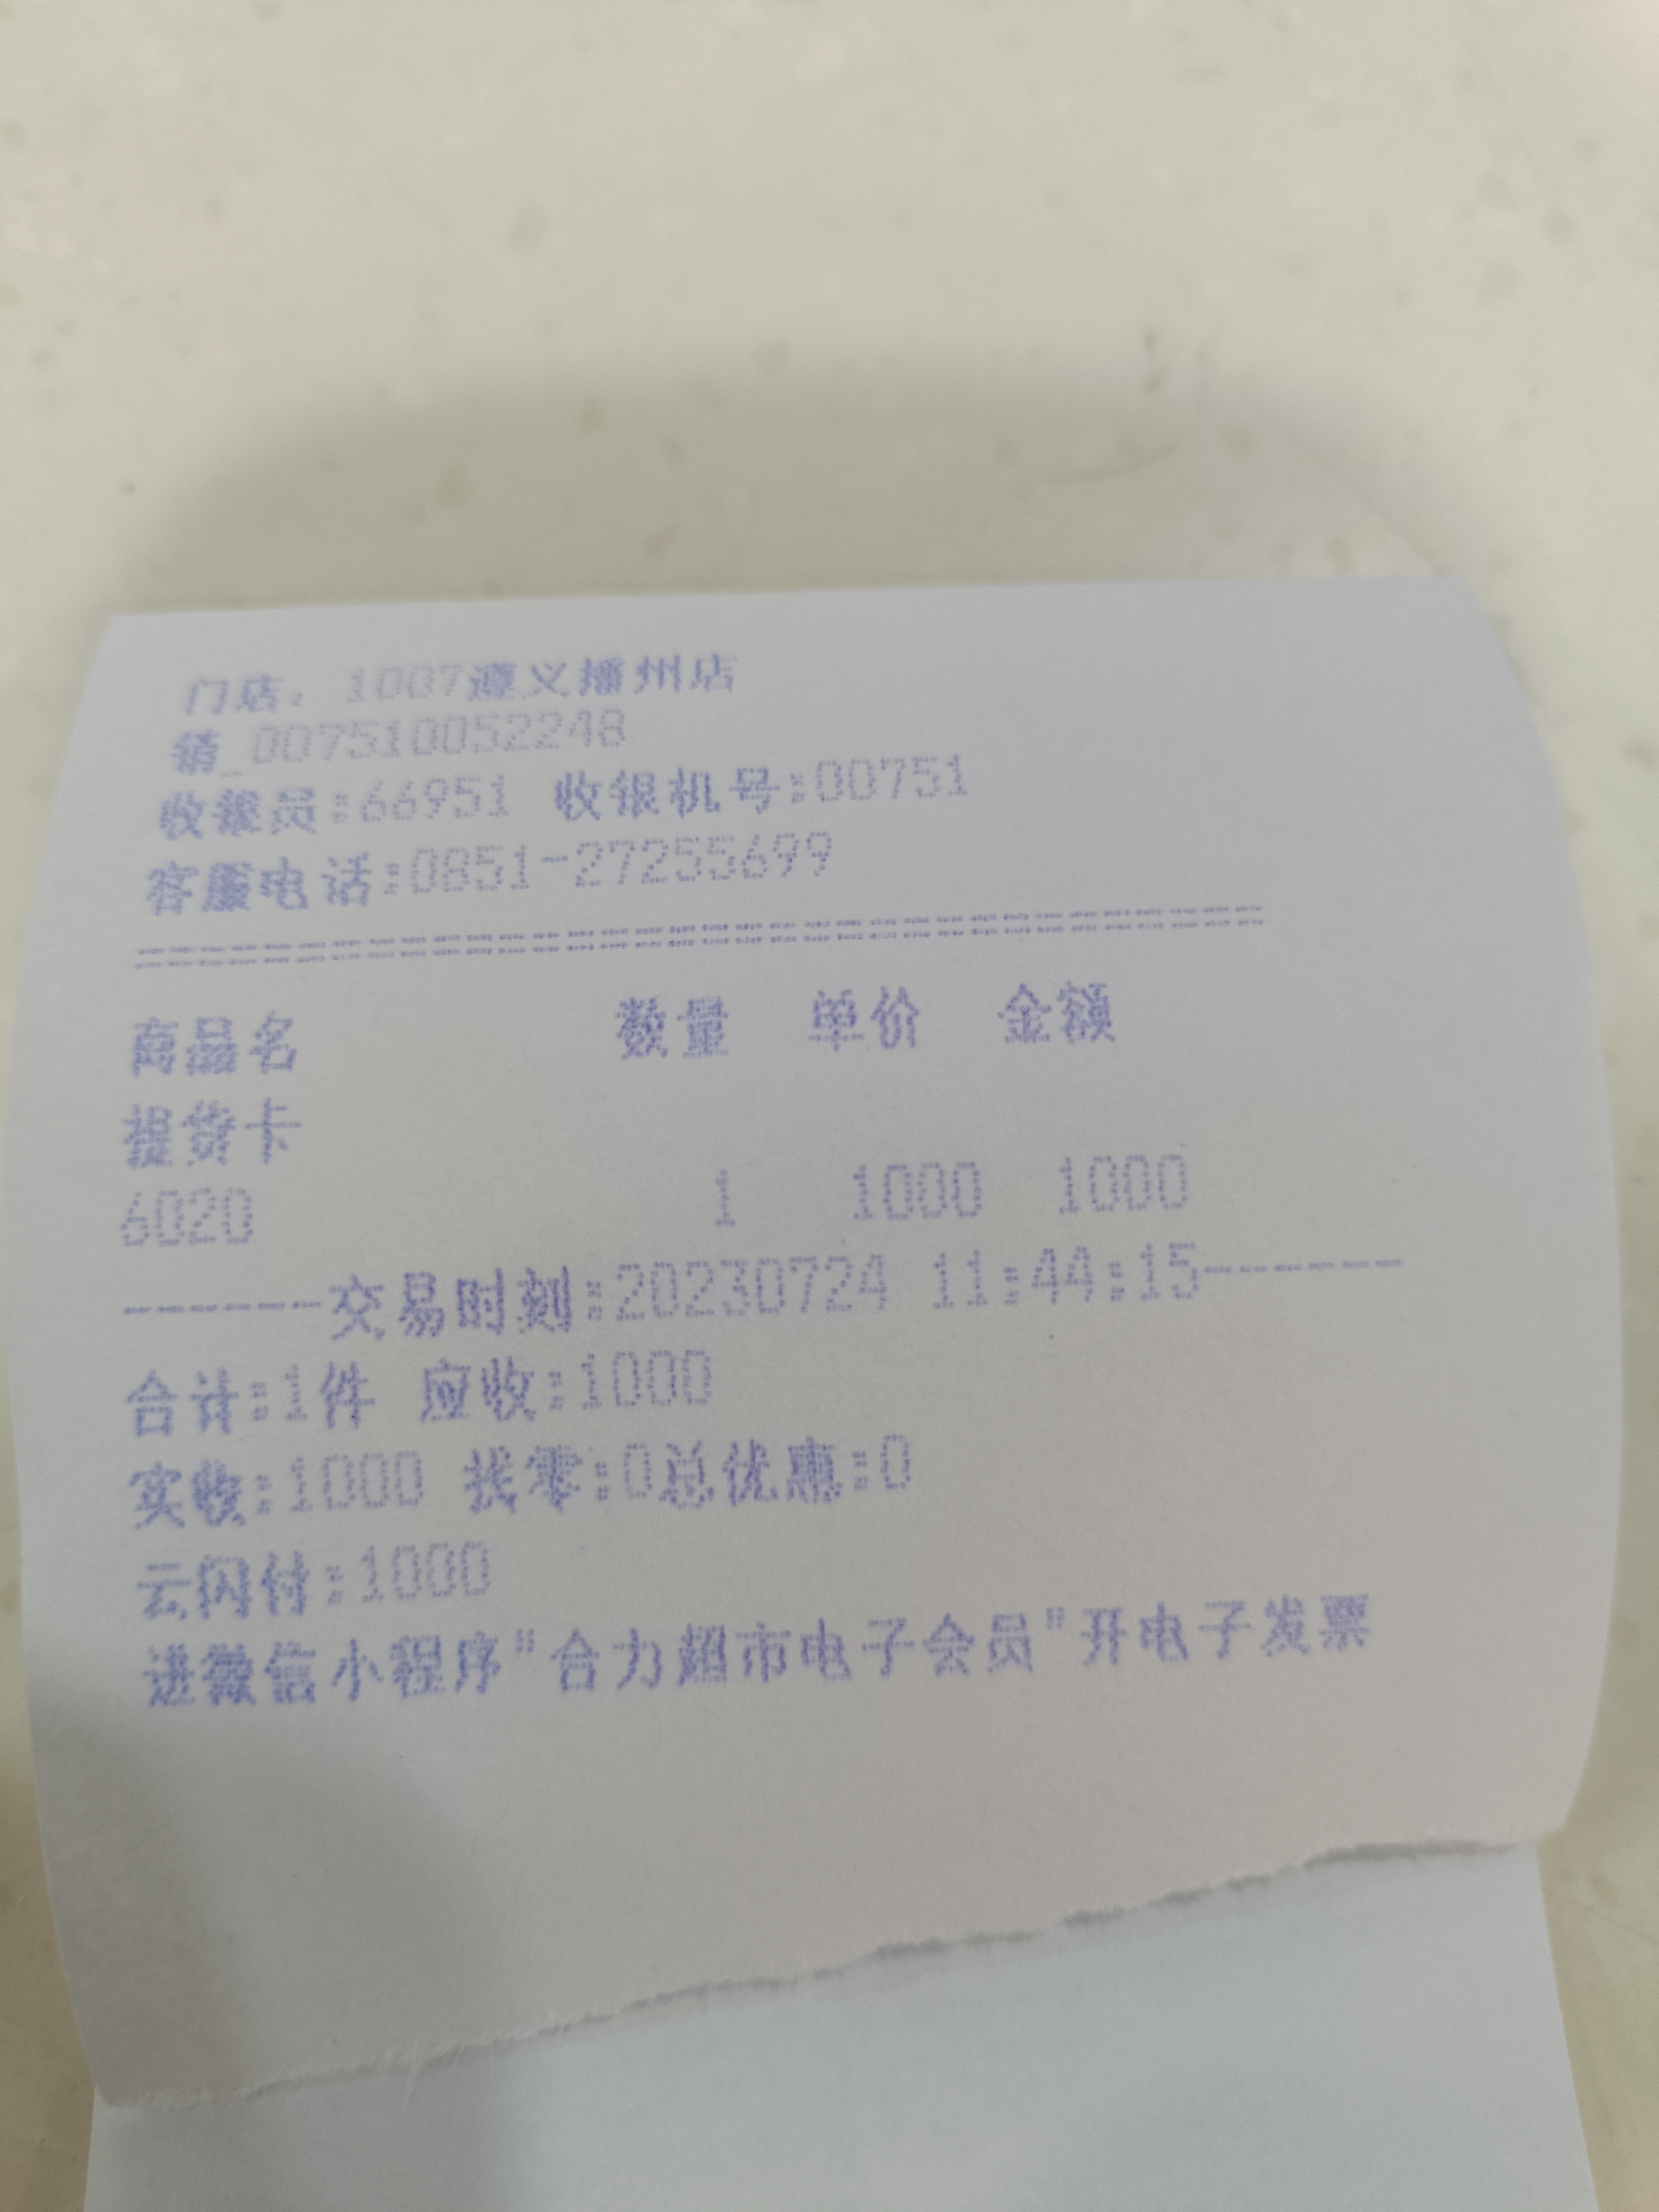 门店：1007遵义播州店
销_007510052248
收银员:66951 收银机号:00751
客服电话:0851-27255699
商品名 数量 单价 金额
提货卡
6020 1 1000 1000
------交易时刻:20230724 11:44:15------
合计:1件 应收:1000
实收:1000 找零:0总优惠:0
云闪付:1000
进微信小程序"合力超市电子会员"开电子发票